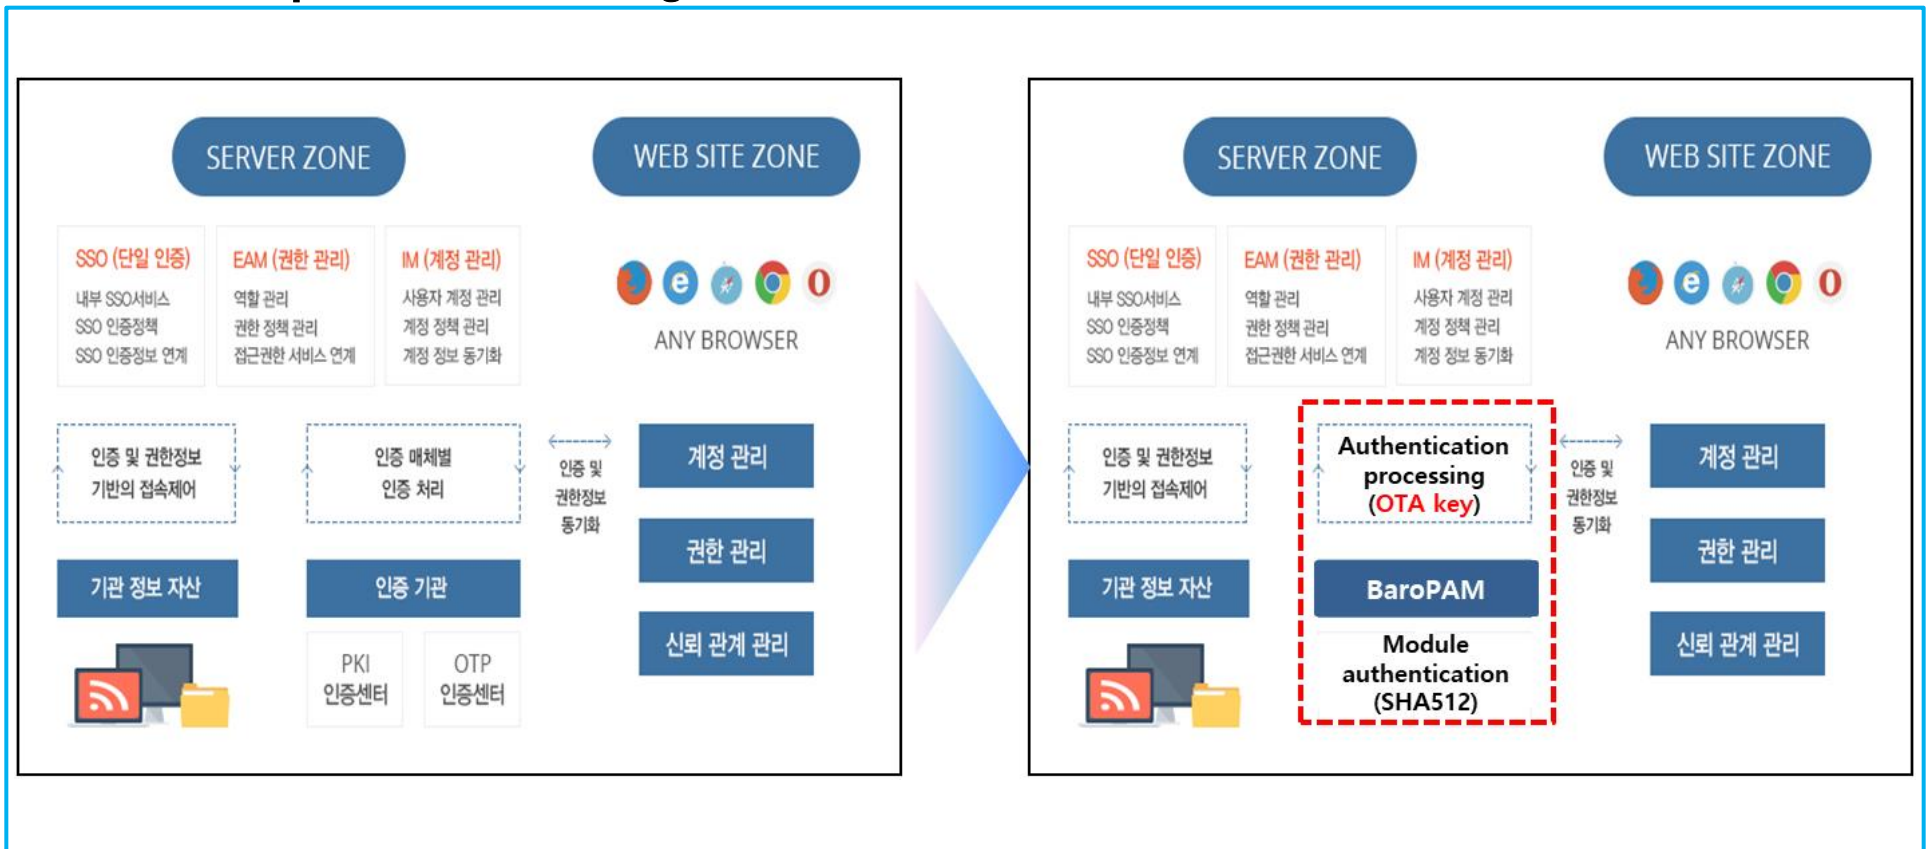 SERVER ZONE
WEB SITE ZONE
SSO (단일 인증)
내부 SSO서비스
SSO 인증정책
SSO 인증정보 연계
EAM (권한 관리)
역할 관리
권한 정책 관리
접근권한 서비스 연계
IM (계정 관리)
사용자 계정 관리
계정 정책 관리
계정 정보 동기화
ANY BROWSER
인증 및 권한정보
기반의 접속제어
인증 매체별
인증 처리
인증 및
권한정보
동기화
계정 관리
권한 관리
신뢰 관계 관리
기관 정보 자산
인증 기관
PKI
인증센터
OTP
인증센터
SERVER ZONE
WEB SITE ZONE
SSO (단일 인증)
내부 SSO서비스
SSO 인증정책
SSO 인증정보 연계
EAM (권한 관리)
역할 관리
권한 정책 관리
접근권한 서비스 연계
IM (계정 관리)
사용자 계정 관리
계정 정책 관리
계정 정보 동기화
ANY BROWSER
인증 및 권한정보
기반의 접속제어
Authentication
processing
(OTA key)
인증 및
권한정보
동기화
계정 관리
권한 관리
신뢰 관계 관리
기관 정보 자산
BaroPAM
Module
authentication
(SHA512)